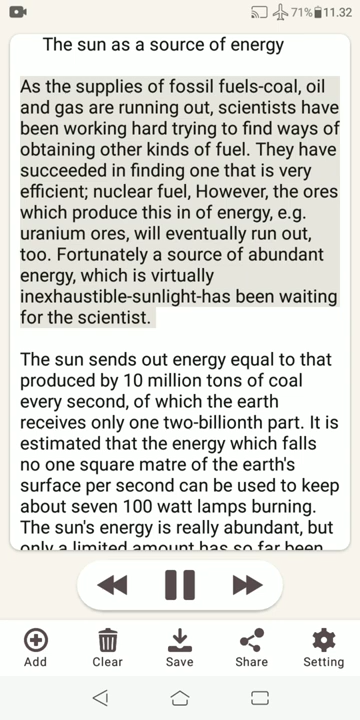 71% 11.32
The sun as a source of energy
As the supplies of fossil fuels-coal, oil
and gas are running out, scientists have
been working hard trying to find ways of
obtaining other kinds of fuel. They have
succeeded in finding one that is very
efficient; nuclear fuel, However, the ores
which produce this in of energy, e.g.
uranium ores, will eventually run out,
too. Fortunately a source of abundant
energy, which is virtually
inexhaustible-sunlight-has been waiting
for the scientist.
The sun sends out energy equal to that
produced by 10 million tons of coal
every second, of which the earth
receives only one two-billionth part. It is
estimated that the energy which falls
no one square matre of the earth's
surface per second can be used to keep
about seven 100 watt lamps burning.
The sun's energy is really abundant, but
only a limited amount has so far been
Add Clear Save Share Setting